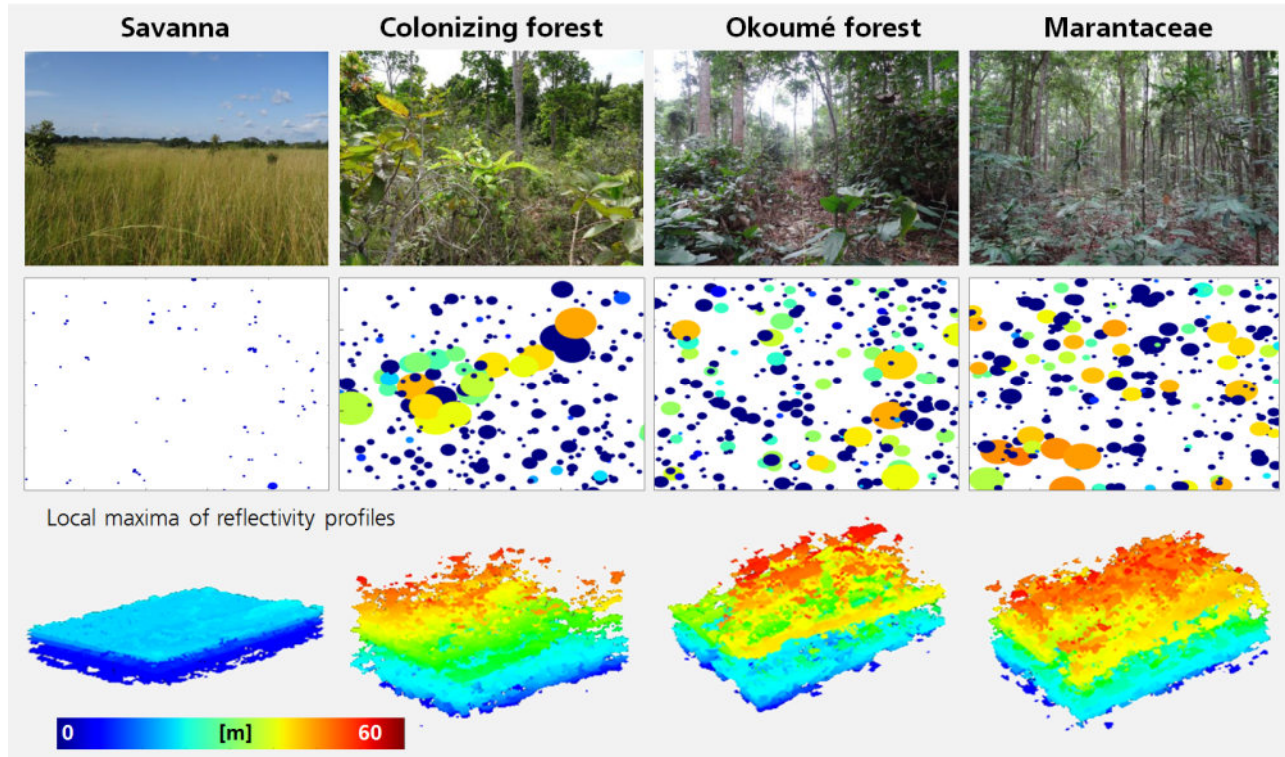 Savanna
Colonizing forest
Okoumé forest
Marantaceae
Local maxima of reflectivity profiles
0
[m]
60